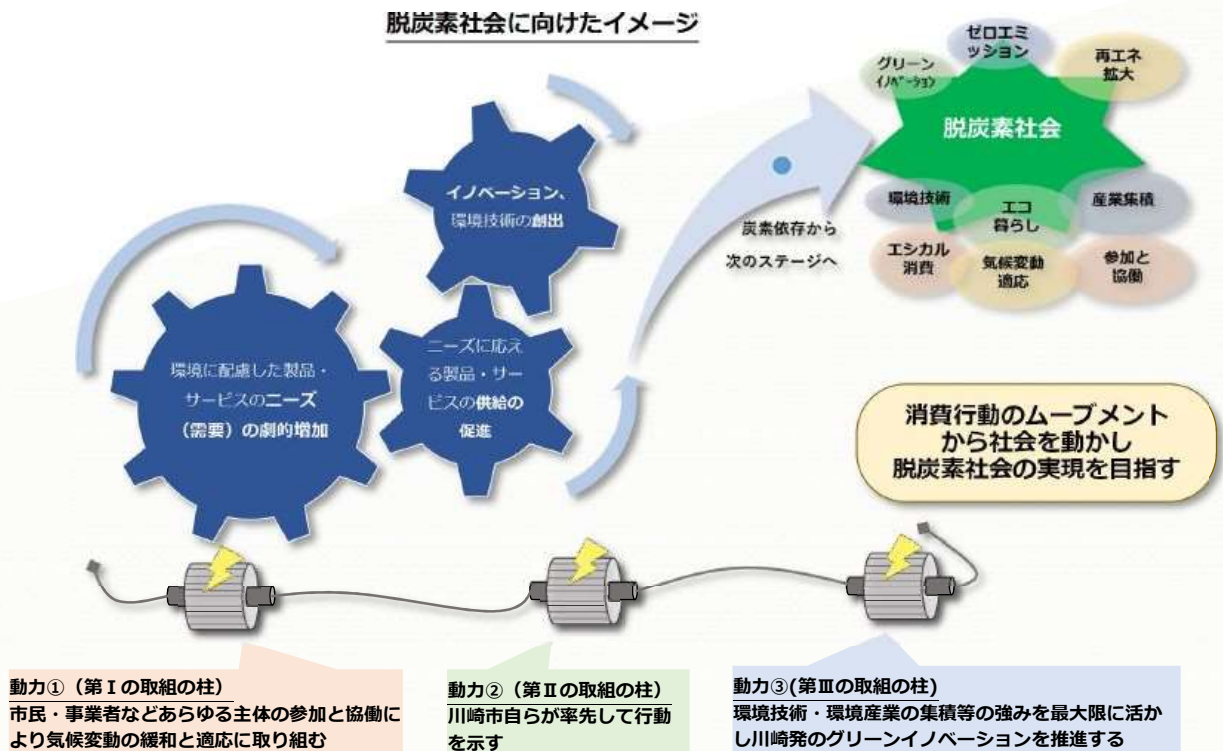 脱炭素社会に向けたイメージ
ゼロエミ
ッション
グリーン
ｲﾉﾍﾞｰｼｮﾝ
再エネ
拡大
脱炭素社会
環境技術
エコ
暮らし
産業集積
エシカル
消費
気候変動
適応
参加と
協働
イノベーション、
環境技術の創出
炭素依存から
次のステージへ
環境に配慮した製品・
サービスのニーズ
（需要）の劇的増加
ニーズに応え
る製品・サー
ビスの供給の
促進
消費行動のムーブメント
から社会を動かし
脱炭素社会の実現を目指す
動力①（第Ⅰの取組の柱）
市民・事業者などあらゆる主体の参加と協働に
より気候変動の緩和と適応に取り組む
動力②（第Ⅱの取組の柱）
川崎市自らが率先して行動
を示す
動力③(第Ⅲの取組の柱)
環境技術・環境産業の集積等の強みを最大限に活か
し川崎発のグリーンイノベーションを推進する